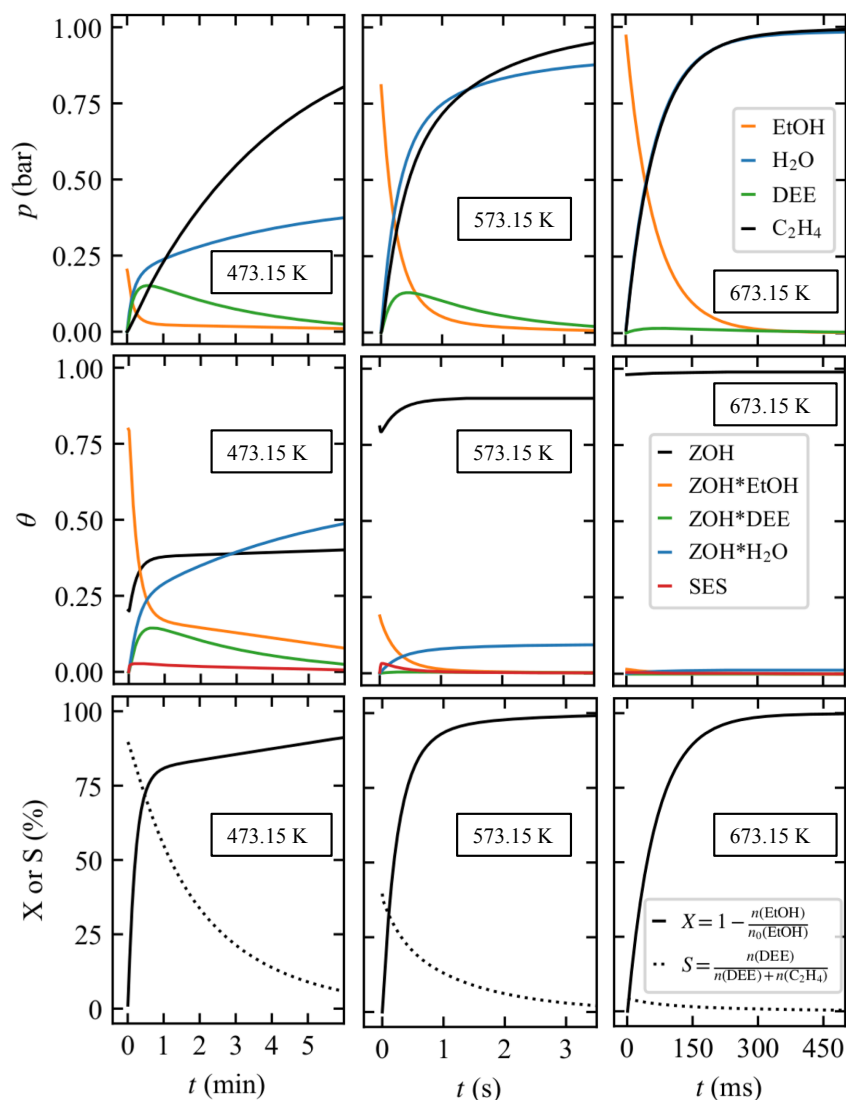 1.00
0.75
0.50
0.25
0.00
p (bar)
473.15 K
573.15 K
EtOH
H₂O
DEE
C₂H₄
673.15 K
1.00
0.75
0.50
0.25
0.00
θ
473.15 K
573.15 K
673.15 K
ZOH
ZOH*EtOH
ZOH*DEE
ZOH*H₂O
SES
100
75
50
25
0
X or S (%)
473.15 K
573.15 K
673.15 K
X = 1 − n(EtOH)/n₀(EtOH)
S = n(DEE)/n(DEE)+n(C₂H₄)
0 1 2 3 4 5
t (min)
0 1 2 3
t (s)
0 150 300 450
t (ms)